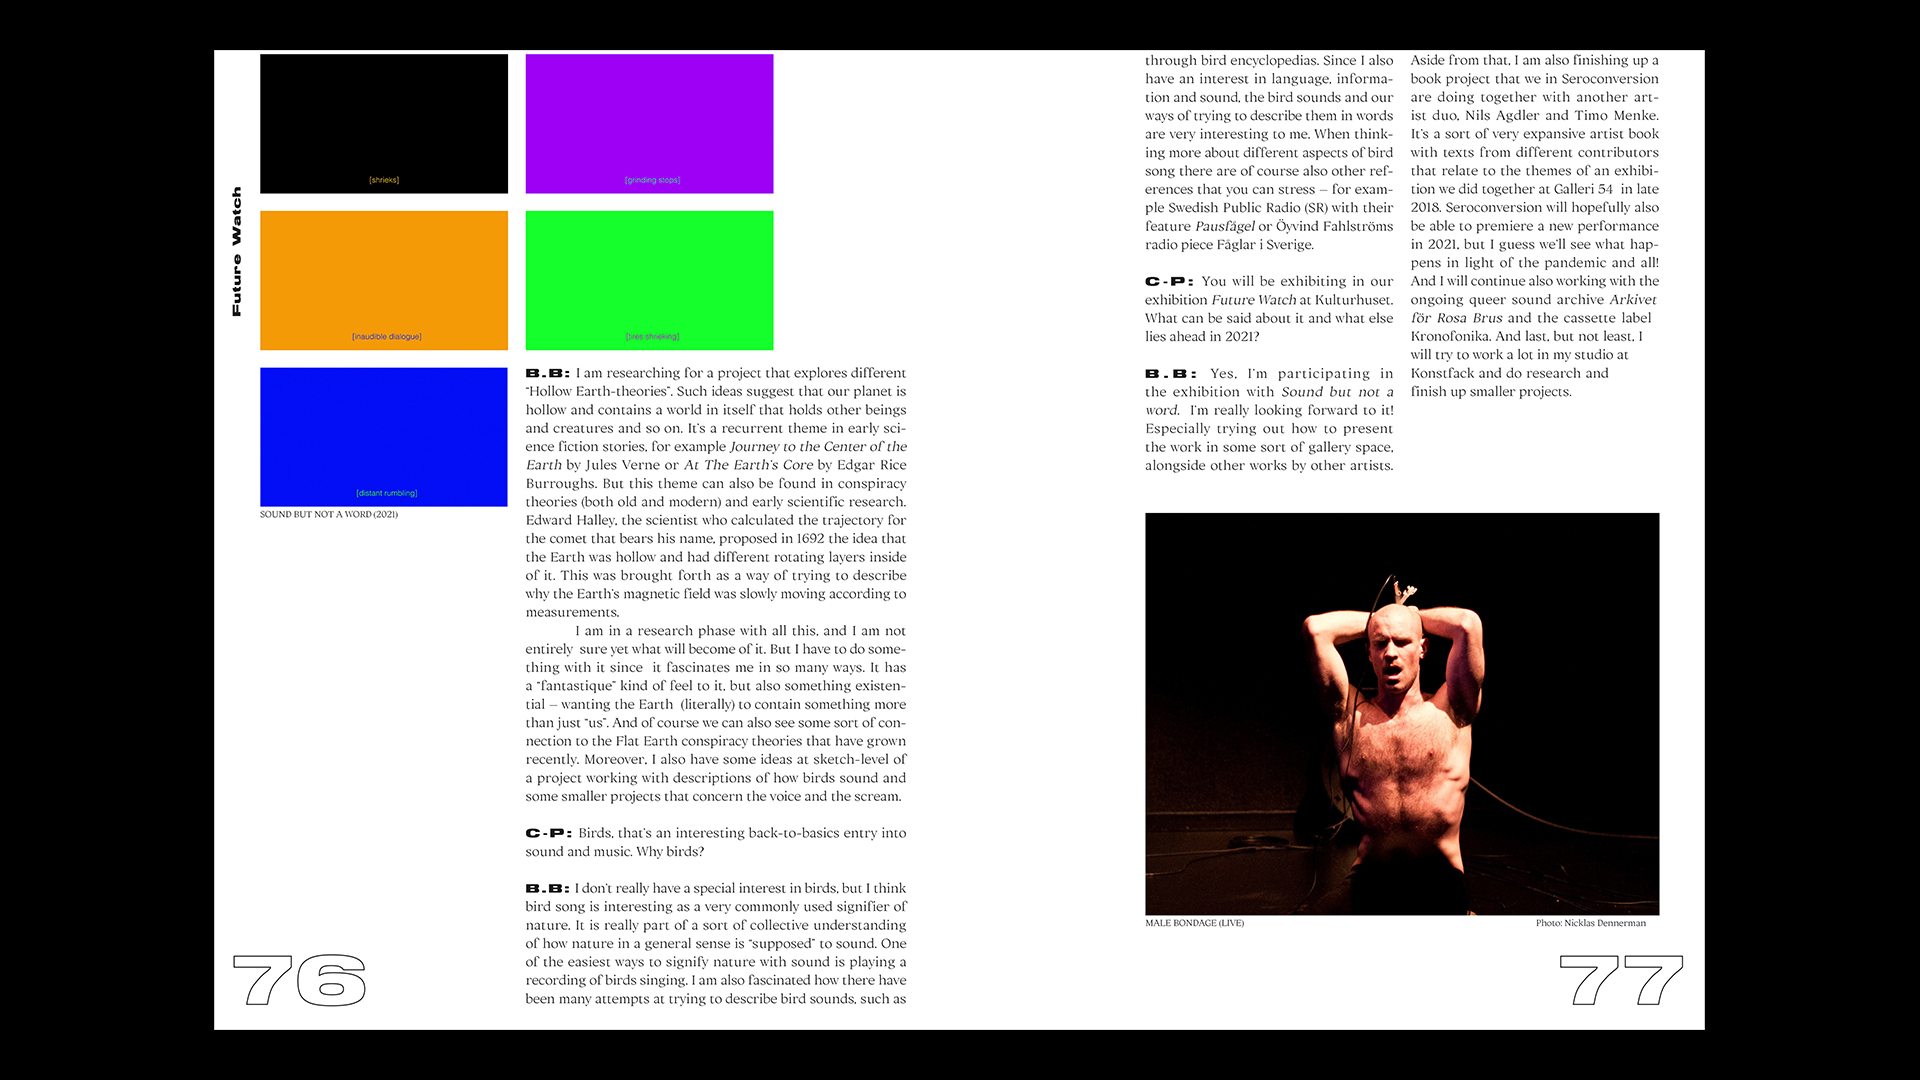 Future Watch
[shrieks]
[grinding stops]
[inaudible dialogue]
[tires shrieking]
[distant rumbling]
SOUND BUT NOT A WORD (2021)
B.B: I am researching for a project that explores different
“Hollow Earth-theories”. Such ideas suggest that our planet is
hollow and contains a world in itself that holds other beings
and creatures and so on. It’s a recurrent theme in early sci-
ence fiction stories, for example Journey to the Center of the
Earth by Jules Verne or At The Earth’s Core by Edgar Rice
Burroughs. But this theme can also be found in conspiracy
theories (both old and modern) and early scientific research.
Edward Halley, the scientist who calculated the trajectory for
the comet that bears his name, proposed in 1692 the idea that
the Earth was hollow and had different rotating layers inside
of it. This was brought forth as a way of trying to describe
why the Earth’s magnetic field was slowly moving according to
measurements.
I am in a research phase with all this, and I am not
entirely sure yet what will become of it. But I have to do some-
thing with it since it fascinates me in so many ways. It has
a “fantastique” kind of feel to it, but also something existen-
tial – wanting the Earth (literally) to contain something more
than just “us”. And of course we can also see some sort of con-
nection to the Flat Earth conspiracy theories that have grown
recently. Moreover, I also have some ideas at sketch-level of
a project working with descriptions of how birds sound and
some smaller projects that concern the voice and the scream.
C-P: Birds, that’s an interesting back-to-basics entry into
sound and music. Why birds?
B.B: I don’t really have a special interest in birds, but I think
bird song is interesting as a very commonly used signifier of
nature. It is really part of a sort of collective understanding
of how nature in a general sense is “supposed” to sound. One
of the easiest ways to signify nature with sound is playing a
recording of birds singing. I am also fascinated how there have
been many attempts at trying to describe bird sounds, such as
76
through bird encyclopedias. Since I also
have an interest in language, informa-
tion and sound, the bird sounds and our
ways of trying to describe them in words
are very interesting to me. When think-
ing more about different aspects of bird
song there are of course also other ref-
erences that you can stress – for exam-
ple Swedish Public Radio (SR) with their
feature Pausfågel or Öyvind Fahlströms
radio piece Fåglar i Sverige.
C-P: You will be exhibiting in our
exhibition Future Watch at Kulturhuset.
What can be said about it and what else
lies ahead in 2021?
B.B: Yes, I’m participating in
the exhibition with Sound but not a
word. I’m really looking forward to it!
Especially trying out how to present
the work in some sort of gallery space,
alongside other works by other artists.
Aside from that, I am also finishing up a
book project that we in Seroconversion
are doing together with another art-
ist duo, Nils Agdler and Timo Menke.
It’s a sort of very expansive artist book
with texts from different contributors
that relate to the themes of an exhibi-
tion we did together at Galleri 54 in late
2018. Seroconversion will hopefully also
be able to premiere a new performance
in 2021, but I guess we’ll see what hap-
pens in light of the pandemic and all!
And I will continue also working with the
ongoing queer sound archive Arkivet
för Rosa Brus and the cassette label
Kronofonika. And last, but not least, I
will try to work a lot in my studio at
Konstfack and do research and
finish up smaller projects.
MALE BONDAGE (LIVE)
Photo: Nicklas Dennerman
77